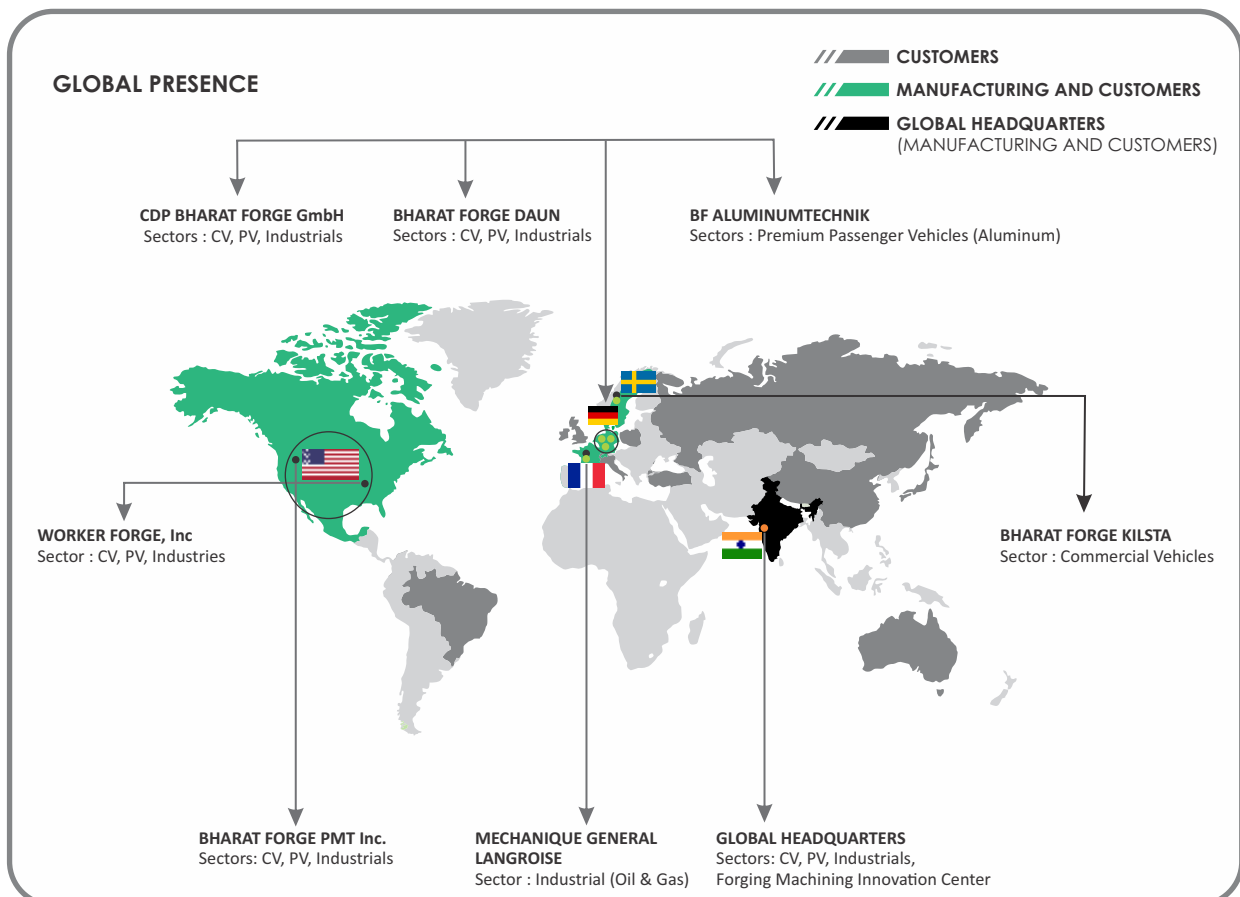 GLOBAL PRESENCE
CUSTOMERS
MANUFACTURING AND CUSTOMERS
GLOBAL HEADQUARTERS
(MANUFACTURING AND CUSTOMERS)
CDP BHARAT FORGE GmbH
Sectors : CV, PV, Industrials
BHARAT FORGE DAUN
Sectors : CV, PV, Industrials
BF ALUMINUMTECHNIK
Sectors : Premium Passenger Vehicles (Aluminum)
WORKER FORGE, Inc
Sector : CV, PV, Industries
BHARAT FORGE KILSTA
Sector : Commercial Vehicles
BHARAT FORGE PMT Inc.
Sectors: CV, PV, Industrials
MECHANIQUE GENERAL
LANGROISE
Sector : Industrial (Oil & Gas)
GLOBAL HEADQUARTERS
Sectors: CV, PV, Industrials,
Forging Machining Innovation Center